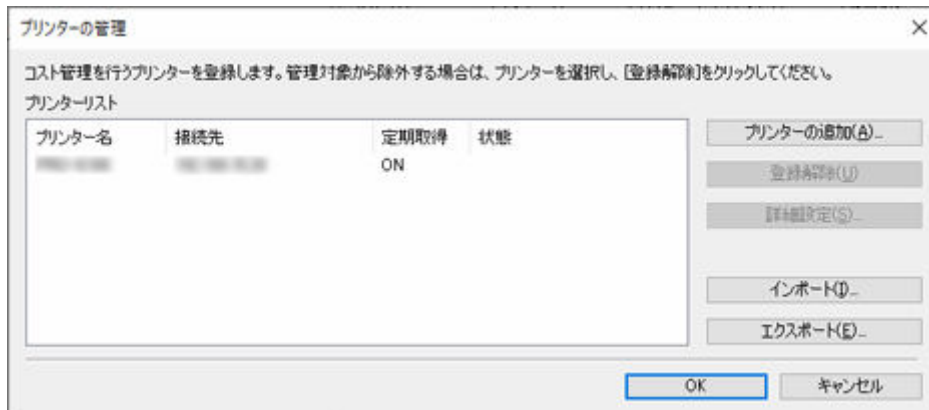 プリンターの管理
コスト管理を行うプリンターを登録します。管理対象から除外する場合は、プリンターを選択し、[登録解除]をクリックしてください。
プリンターリスト
プリンター名 接続先 定期取得 状態
ON
プリンターの追加(A)...
登録解除(U)
詳細設定(S)...
インポート(I)...
エクスポート(E)...
OK キャンセル